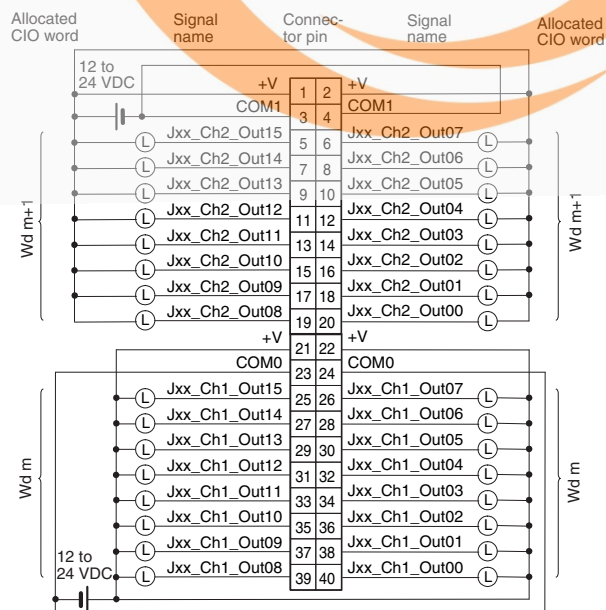 Allocated CIO word
Signal name
Connec-tor pin
Signal name
Allocated CIO word
12 to 24 VDC
+V 1 2 +V
COM1 3 4 COM1
L Jxx_Ch2_Out15 5 6 Jxx_Ch2_Out07 L
L Jxx_Ch2_Out14 7 8 Jxx_Ch2_Out06 L
L Jxx_Ch2_Out13 9 10 Jxx_Ch2_Out05 L
L Jxx_Ch2_Out12 11 12 Jxx_Ch2_Out04 L
L Jxx_Ch2_Out11 13 14 Jxx_Ch2_Out03 L
L Jxx_Ch2_Out10 15 16 Jxx_Ch2_Out02 L
L Jxx_Ch2_Out09 17 18 Jxx_Ch2_Out01 L
L Jxx_Ch2_Out08 19 20 Jxx_Ch2_Out00 L
Wd m+1
Wd m+1
+V 21 22 +V
COM0 23 24 COM0
L Jxx_Ch1_Out15 25 26 Jxx_Ch1_Out07 L
L Jxx_Ch1_Out14 27 28 Jxx_Ch1_Out06 L
L Jxx_Ch1_Out13 29 30 Jxx_Ch1_Out05 L
L Jxx_Ch1_Out12 31 32 Jxx_Ch1_Out04 L
L Jxx_Ch1_Out11 33 34 Jxx_Ch1_Out03 L
L Jxx_Ch1_Out10 35 36 Jxx_Ch1_Out02 L
L Jxx_Ch1_Out09 37 38 Jxx_Ch1_Out01 L
L Jxx_Ch1_Out08 39 40 Jxx_Ch1_Out00 L
Wd m
Wd m
12 to 24 VDC